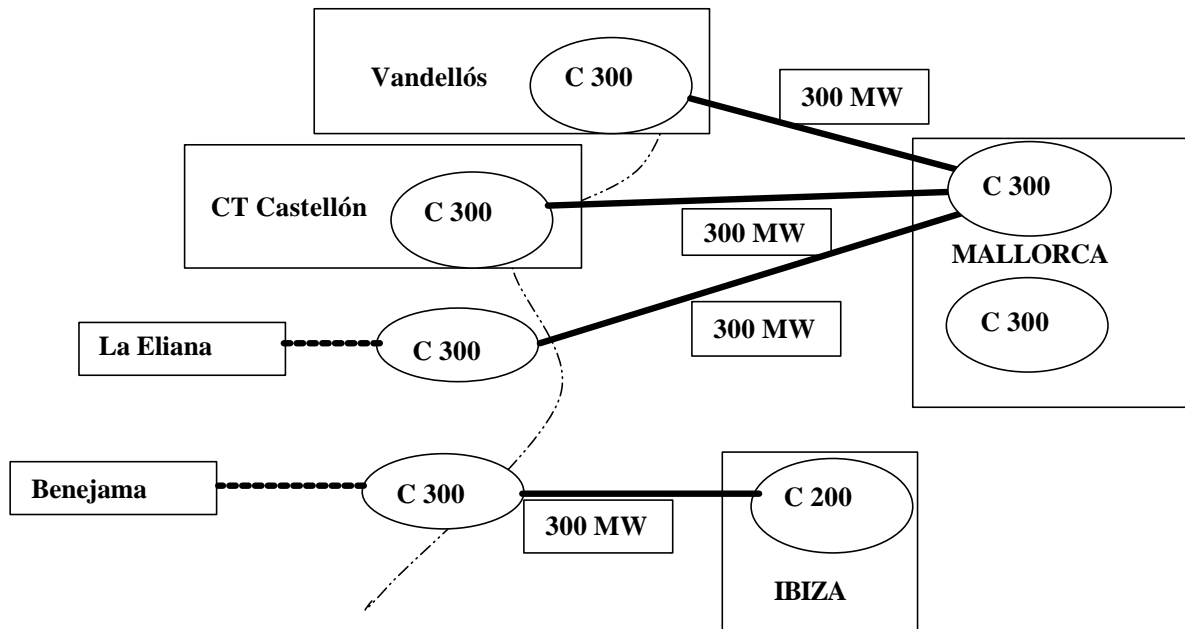 Vandellós
C 300
300 MW
CT Castellón
C 300
300 MW
C 300
MALLORCA
C 300
La Eliana
C 300
300 MW
Benejama
C 300
300 MW
C 200
IBIZA